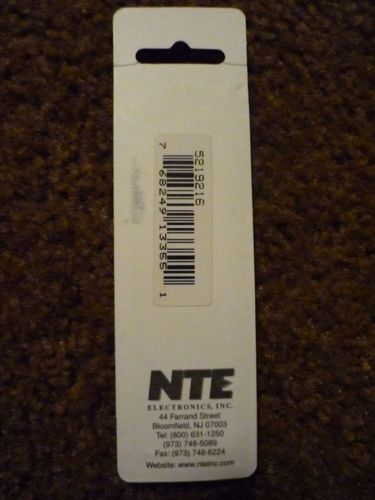 5219216
7 68249 13355 1
NTE
ELECTRONICS, INC.
44 Farrand Street
Bloomfield, NJ 07003
Tel: (800) 631-1250
(973) 748-5089
Fax: (973) 748-6224
Website: www.nteinc.com